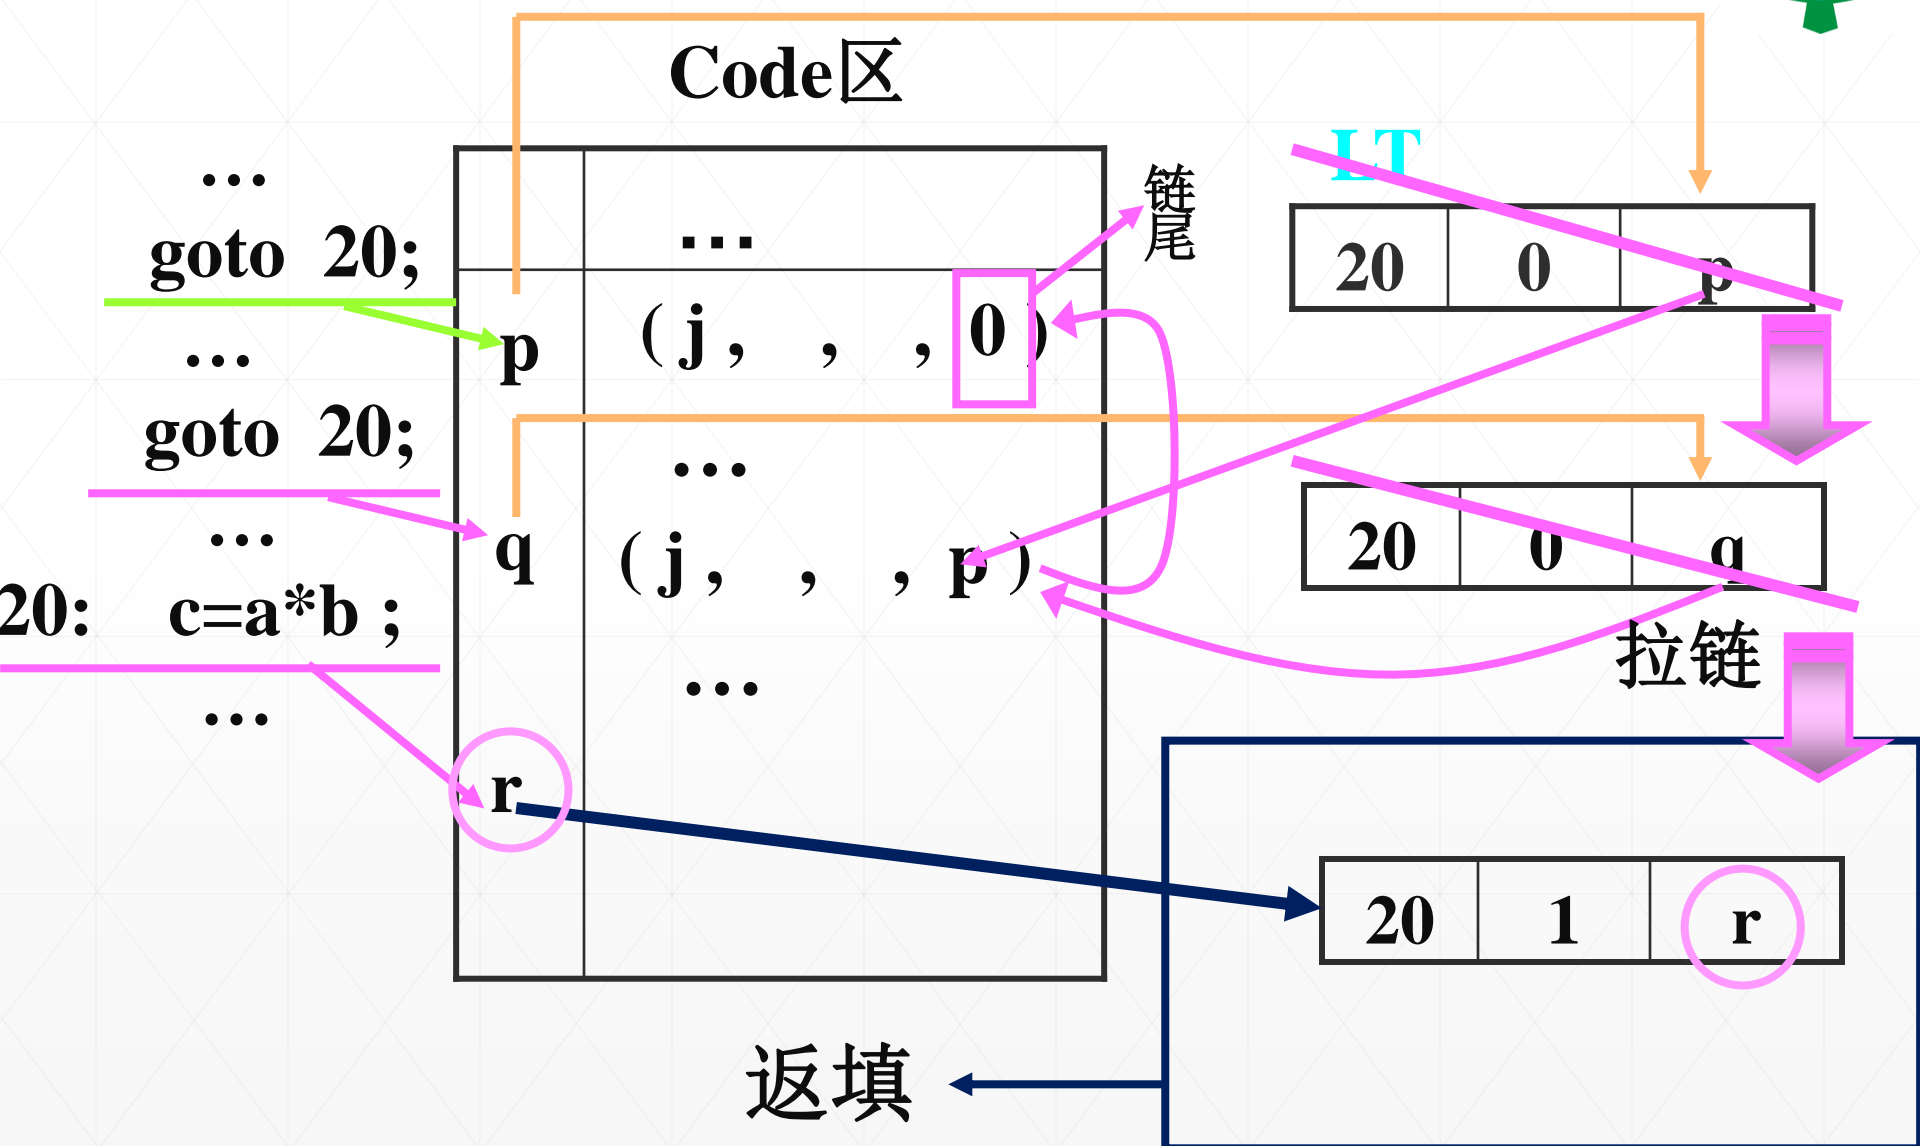 Code区
LT
…
goto 20;
…
goto 20;
…
20: c=a*b ;
…
…
p ( j , , , 0 )
…
q ( j , , , p )
…
r
链尾
20 0 p
20 0 q
拉链
20 1 r
返填